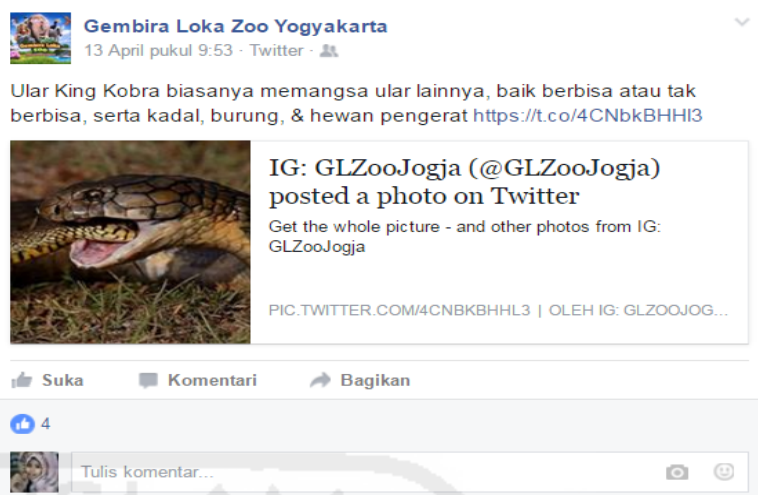 Gembira Loka Zoo Yogyakarta
13 April pukul 9:53 · Twitter ·
Ular King Kobra biasanya memangsa ular lainnya, baik berbisa atau tak
berbisa, serta kadal, burung, & hewan pengerat https://t.co/4CNbkBHHl3
IG: GLZooJogja (@GLZooJogja)
posted a photo on Twitter
Get the whole picture - and other photos from IG:
GLZooJogja
PIC.TWITTER.COM/4CNBKBHHL3 | OLEH IG: GLZOOJOG...
Suka Komentari Bagikan
4
Tulis komentar...